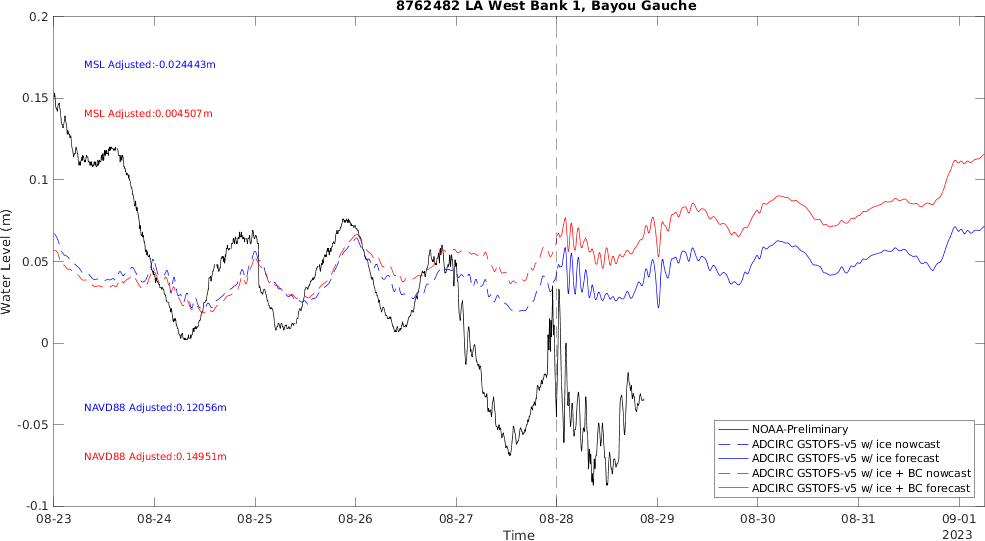 8762482 LA West Bank 1, Bayou Gauche
0.2
0.15
0.1
0.05
0
-0.05
-0.1
Water Level (m)
MSL Adjusted:-0.024443m
MSL Adjusted:0.004507m
NAVD88 Adjusted:0.12056m
NAVD88 Adjusted:0.14951m
NOAA-Preliminary
ADCIRC GSTOFS-v5 w/ ice nowcast
ADCIRC GSTOFS-v5 w/ ice forecast
ADCIRC GSTOFS-v5 w/ ice + BC nowcast
ADCIRC GSTOFS-v5 w/ ice + BC forecast
08-23 08-24 08-25 08-26 08-27 08-28 08-29 08-30 08-31 09-01
2023
Time